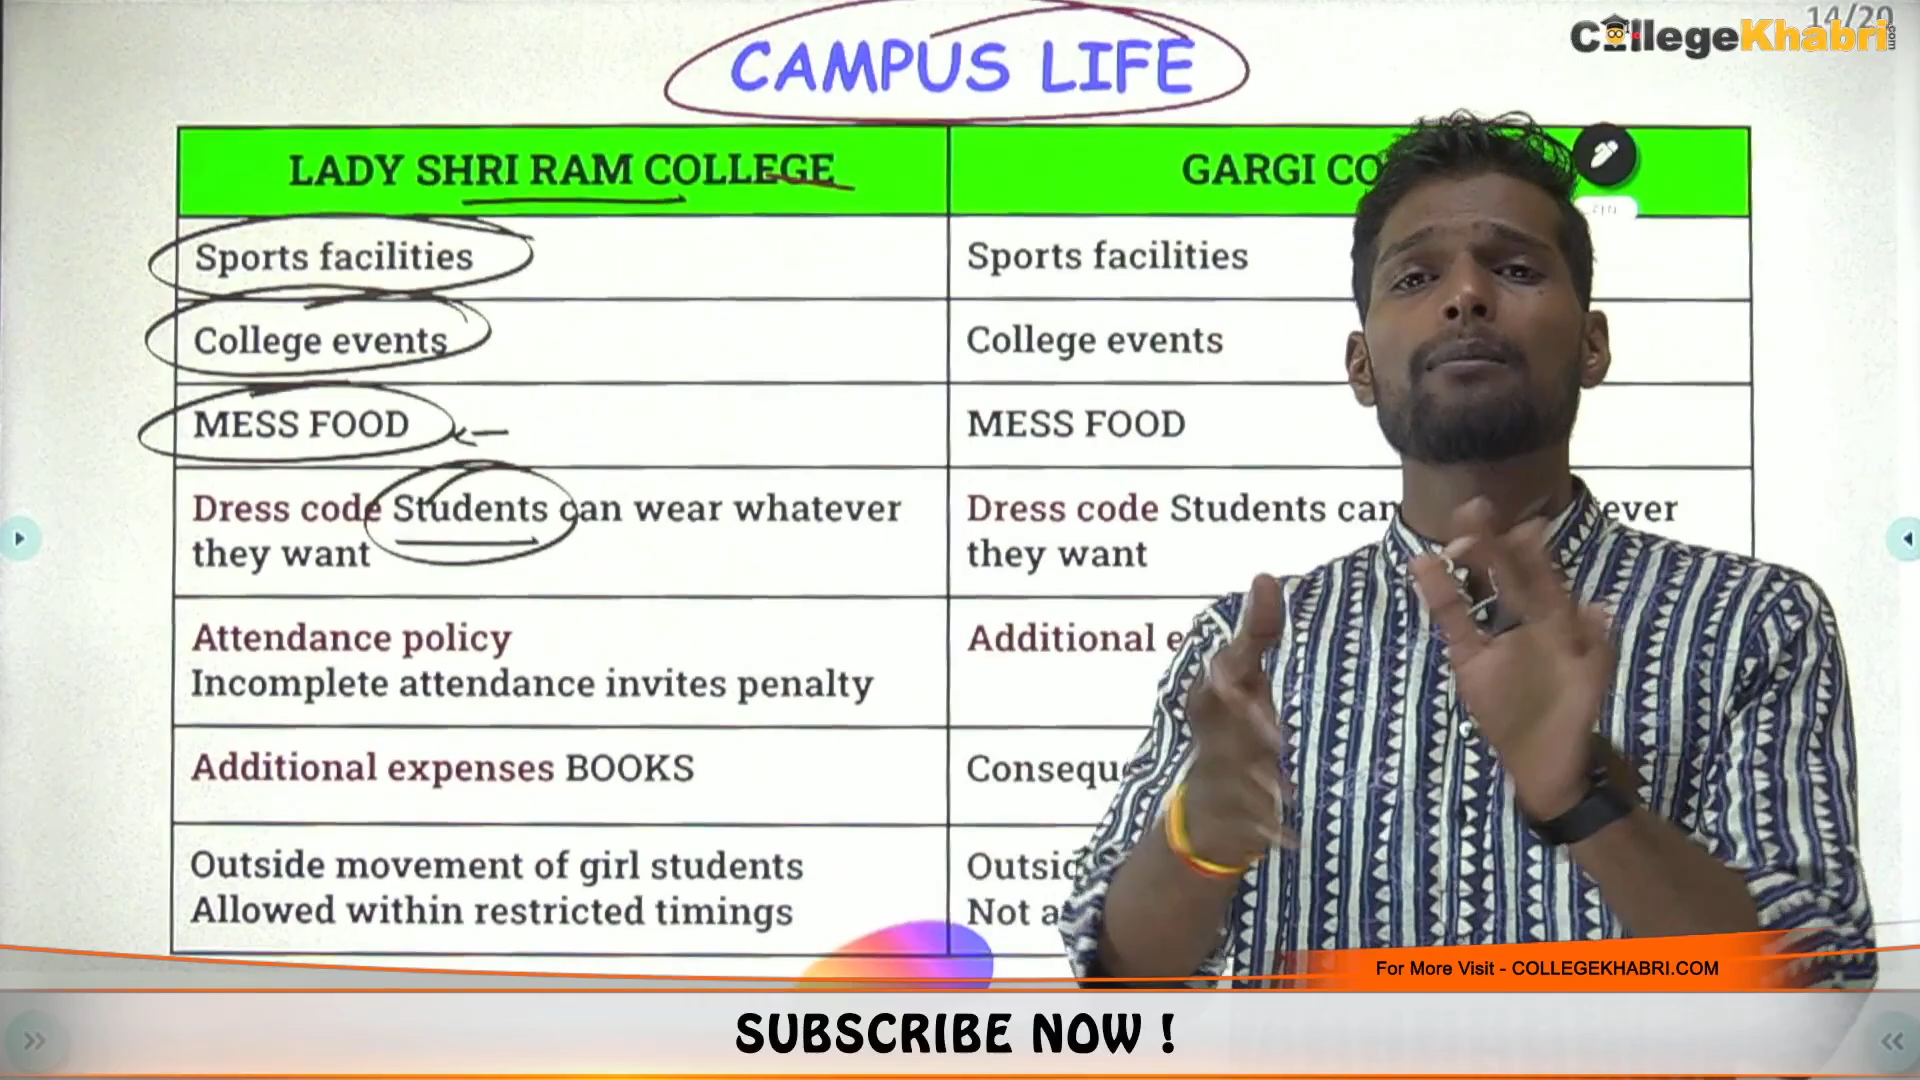 14/20
CollegeKhabri.com
CAMPUS LIFE
LADY SHRI RAM COLLEGE
GARGI CO
Sports facilities
Sports facilities
College events
College events
MESS FOOD
MESS FOOD
Dress code Students can wear whatever
they want
Dress code Students can ever
they want
Attendance policy
Incomplete attendance invites penalty
Additional e
Additional expenses BOOKS
Consequ
Outside movement of girl students
Allowed within restricted timings
Outsid
Not a
For More Visit - COLLEGEKHABRI.COM
SUBSCRIBE NOW !